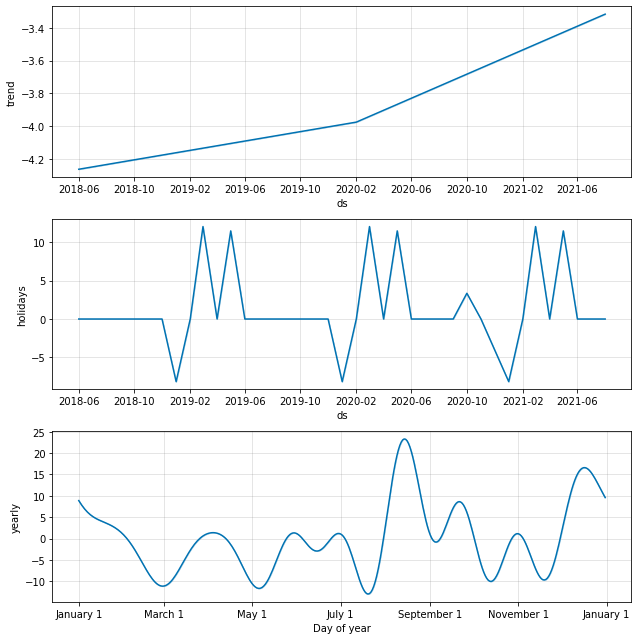 −3.4
−3.6
−3.8
−4.0
−4.2
trend
2018-06 2018-10 2019-02 2019-06 2019-10 2020-02 2020-06 2020-10 2021-02 2021-06
ds
10
5
0
−5
holidays
2018-06 2018-10 2019-02 2019-06 2019-10 2020-02 2020-06 2020-10 2021-02 2021-06
ds
25
20
15
10
5
0
−5
−10
yearly
January 1 March 1 May 1 July 1 September 1 November 1 January 1
Day of year